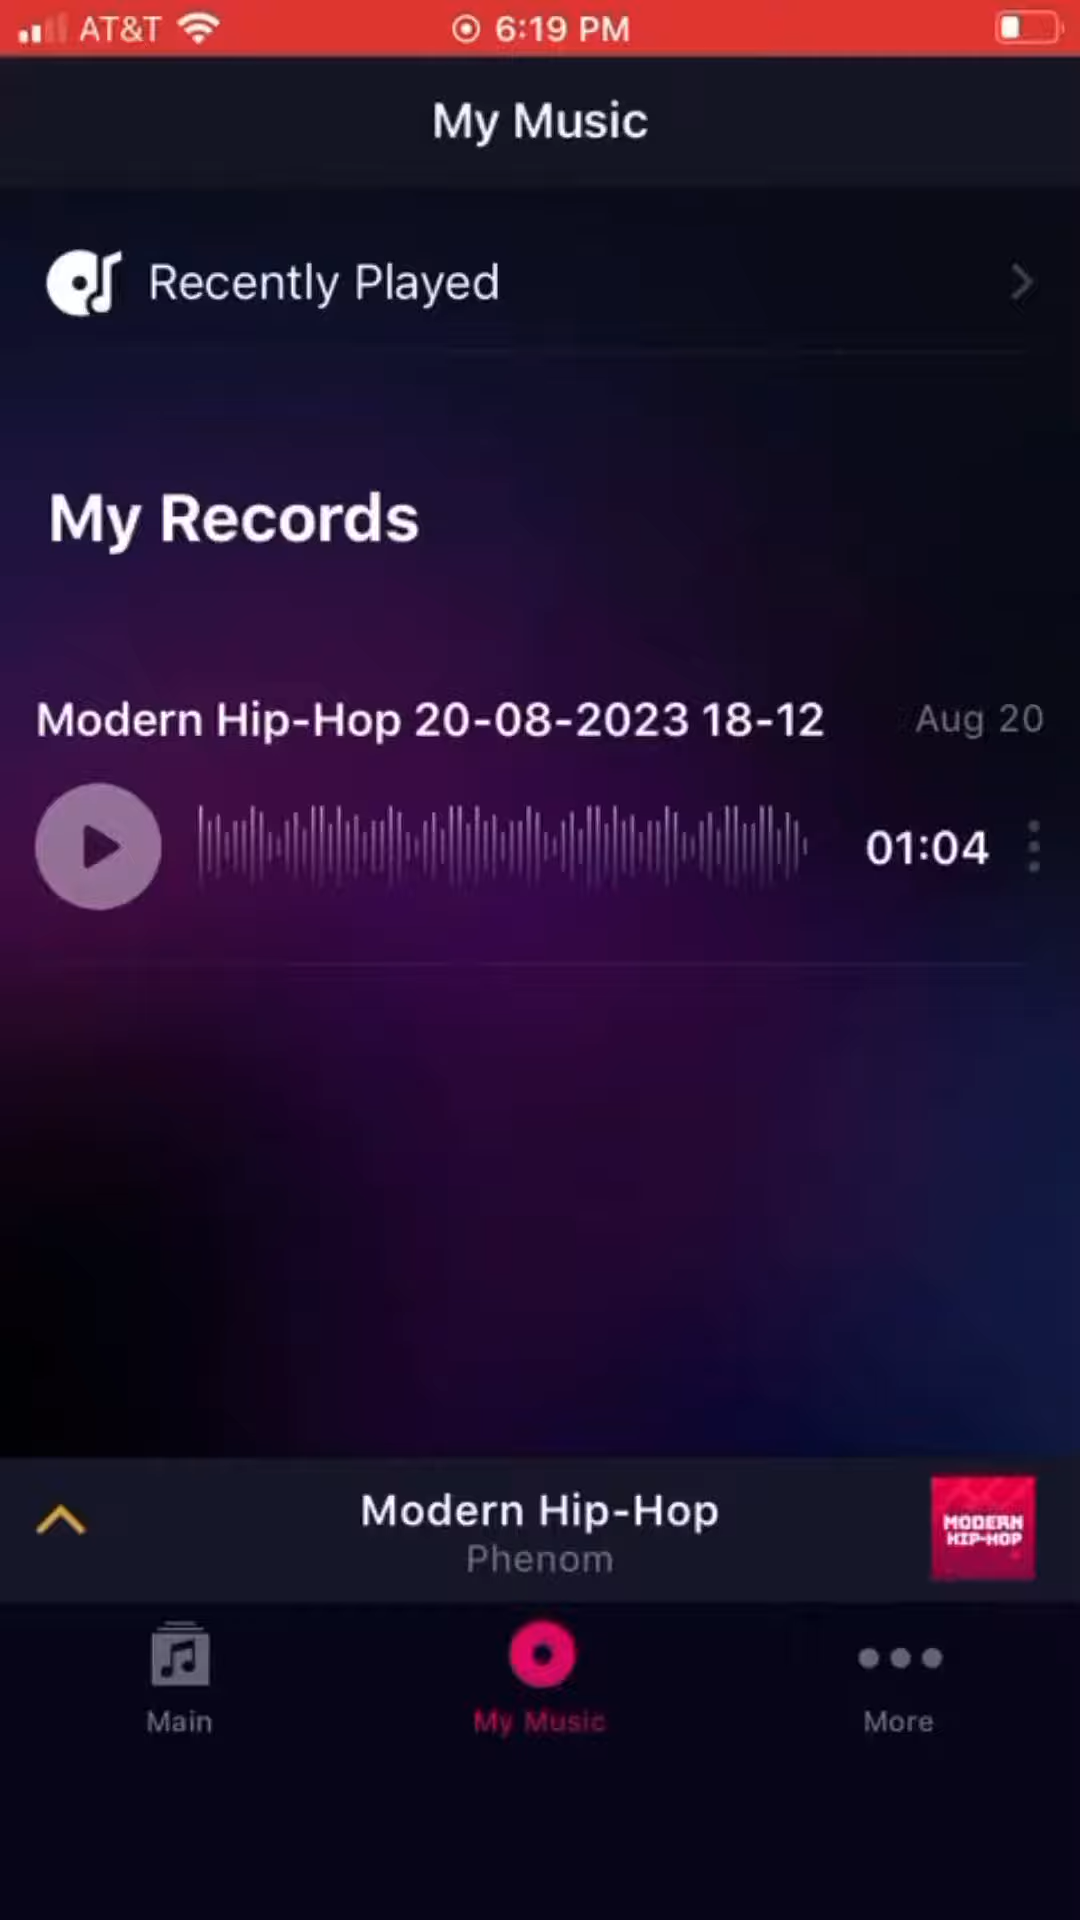 AT&T 6:19 PM
My Music
Recently Played
My Records
Modern Hip-Hop 20-08-2023 18-12 Aug 20
01:04
Modern Hip-Hop
Phenom
MODERN
HIP-HOP
Main My Music More